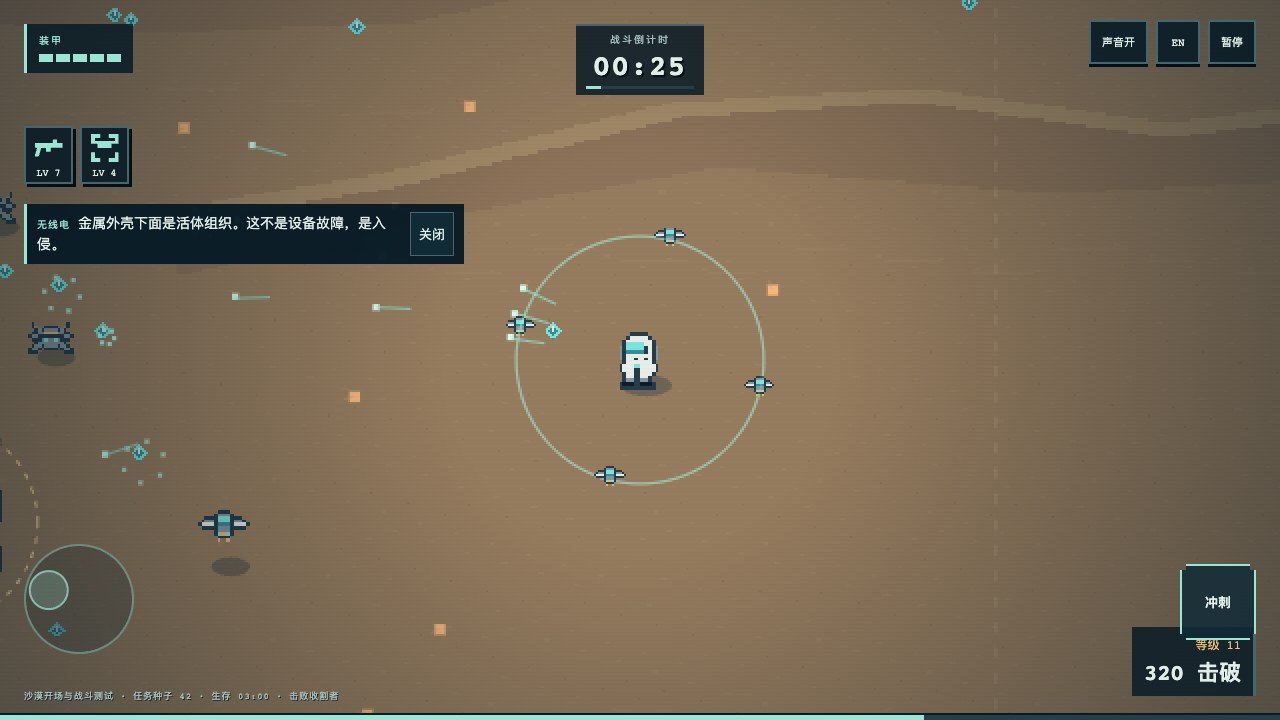 装甲
战斗倒计时
00:25
声音开
EN
暂停
LV 7
LV 4
无线电 金属外壳下面是活体组织。这不是设备故障，是入
侵。
关闭
冲刺
等级 11
320 击破
沙漠开场与战斗测试 · 任务种子 42 · 生存 03:00 · 击败收割者